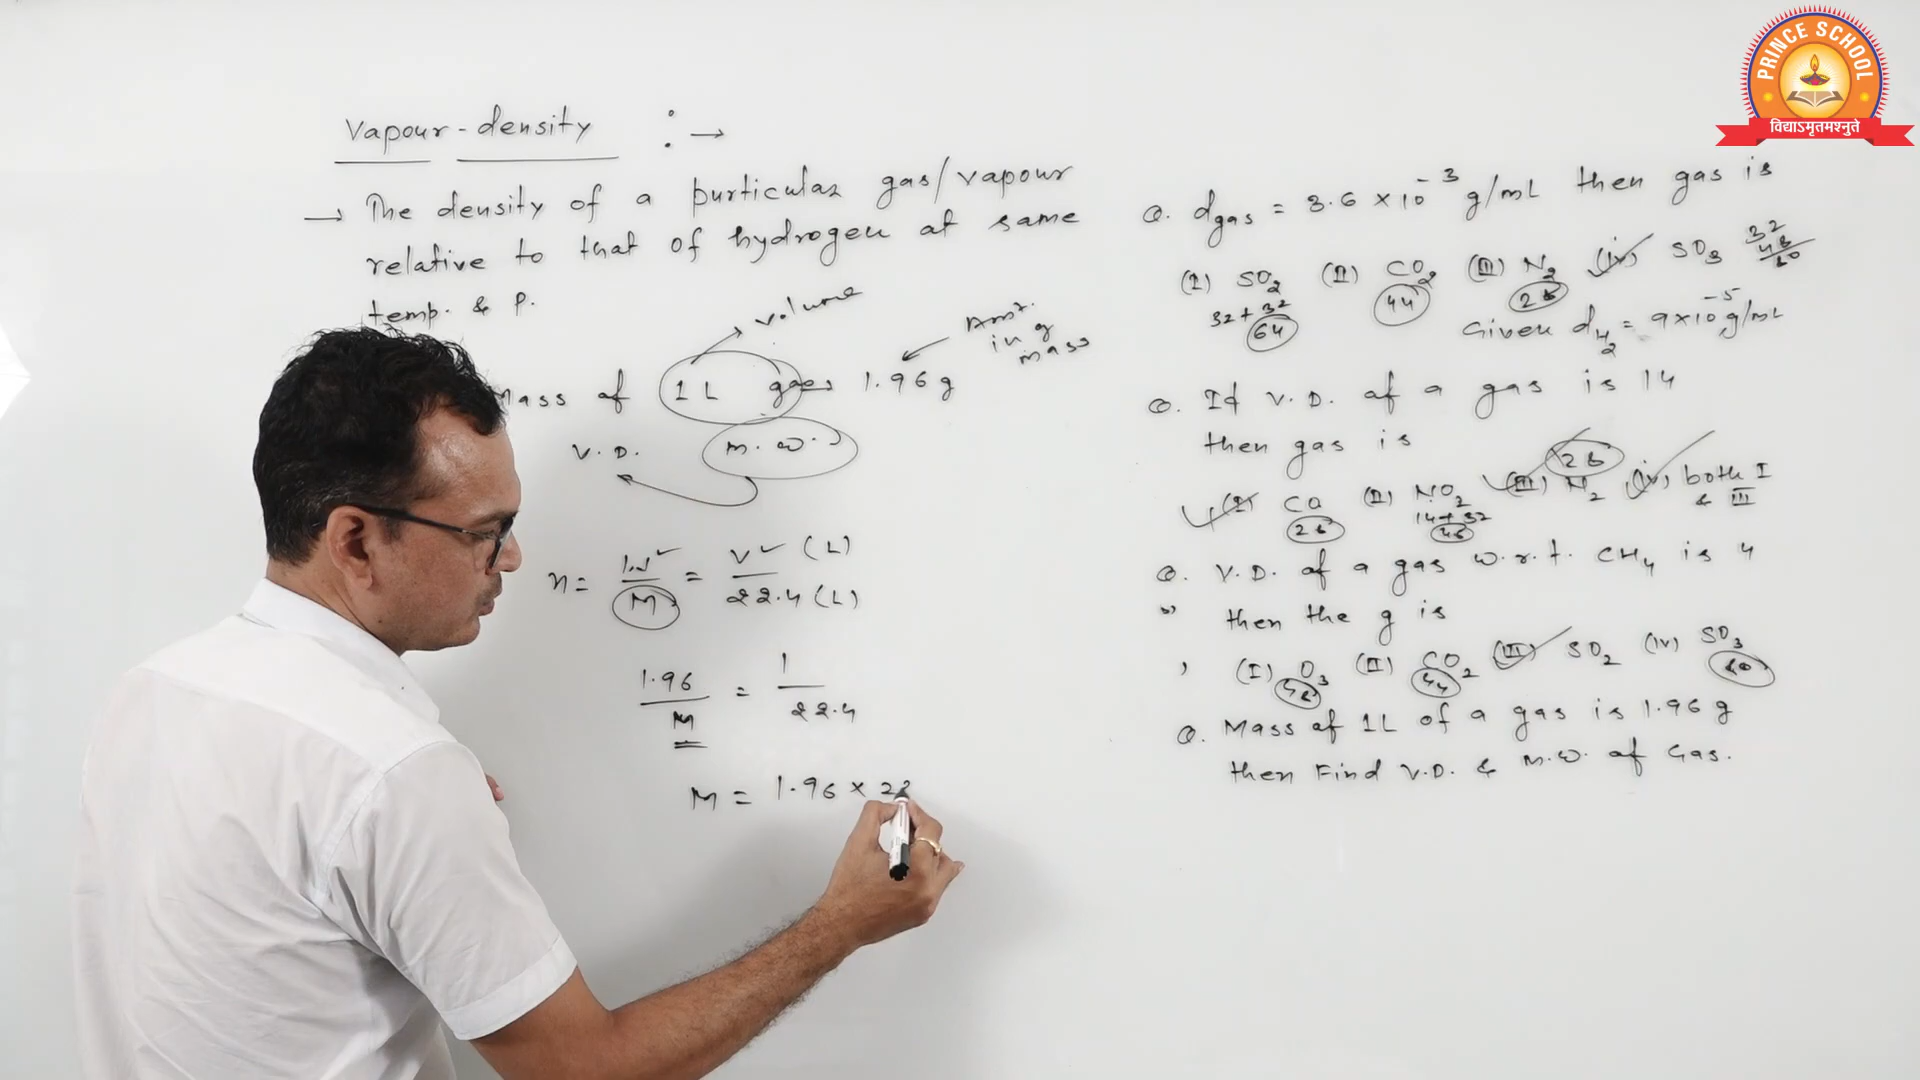 PRINCE SCHOOL
विद्याऽमृतमश्नुते
Vapour-density :→
→ The density of a purticular gas/vapour
relative to that of hydrogen at same
temp. & P.
volume
Amt. in g mass
Mass of 1 L gas 1.96 g
V.D. m.w.
n = W/M = V (L)/22.4 (L)
1.96/M = 1/22.4
M = 1.96 × 22
Q. dgas = 3.6 × 10⁻³ g/mL then gas is
(I) SO₂ (II) CO₂ (III) N₂ (iv) SO₃
32+32 44 28 32 48 80
64 Given dH₂ = 9×10⁻⁵ g/mL
Q. If V.D. of a gas is 14
then gas is
28
(I) CO (II) NO₂ (III) N₂ (iv) both I
& III
28 14+32
46
Q. V.D. of a gas w.r.t. CH₄ is 4
then the g is
(I) O₃ (II) CO₂ (III) SO₂ (iv) SO₃
48 44 80
Q. Mass of 1L of a gas is 1.96 g
then Find V.D. & M.W. of Gas.